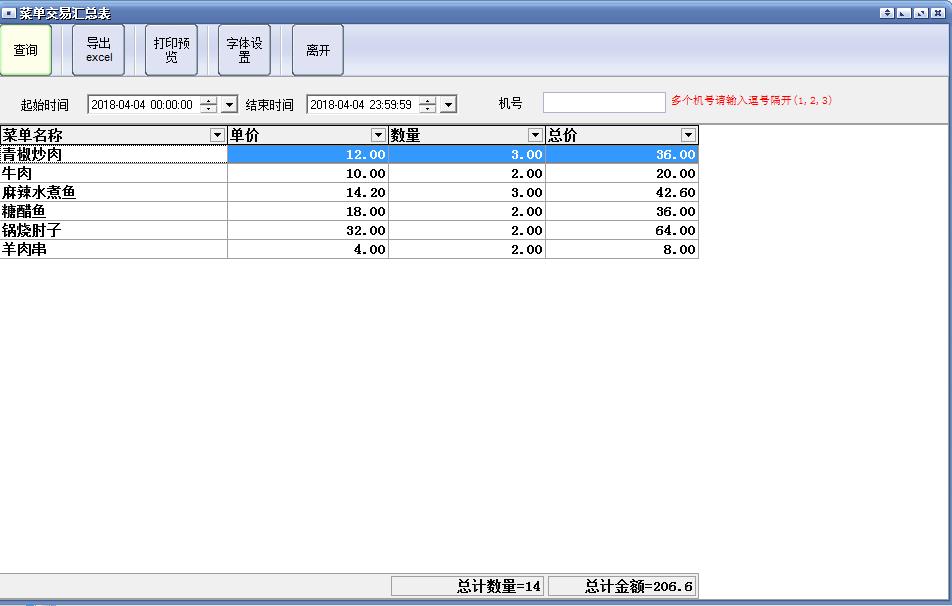 菜单交易汇总表
查询
导出
excel
打印预
览
字体设
置
离开
起始时间 2018-04-04 00:00:00 结束时间 2018-04-04 23:59:59 机号 多个机号请输入逗号隔开(1,2,3)
菜单名称 单价 数量 总价
青椒炒肉 12.00 3.00 36.00
牛肉 10.00 2.00 20.00
麻辣水煮鱼 14.20 3.00 42.60
糖醋鱼 18.00 2.00 36.00
锅烧肘子 32.00 2.00 64.00
羊肉串 4.00 2.00 8.00
总计数量=14 总计金额=206.6